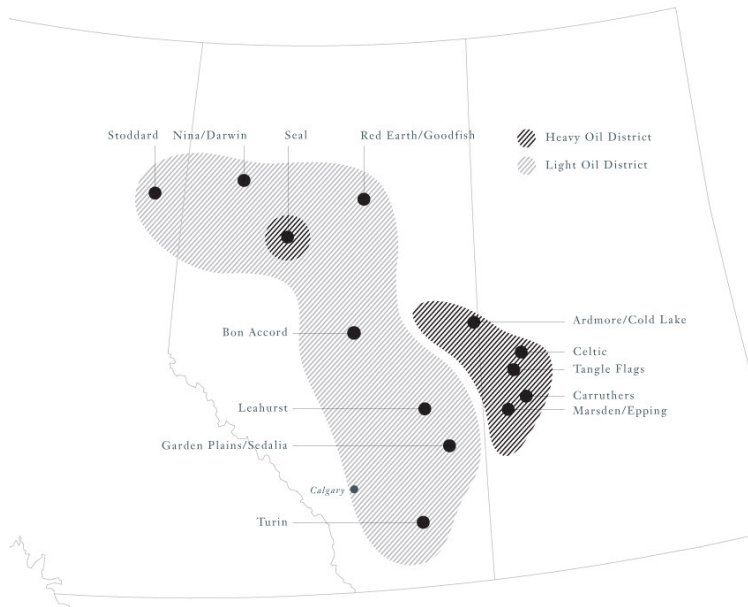 Stoddard
Nina/Darwin
Seal
Red Earth/Goodfish
Heavy Oil District
Light Oil District
Ardmore/Cold Lake
Bon Accord
Celtic
Tangle Flags
Carruthers
Leahurst
Marsden/Epping
Garden Plains/Sedalia
Calgary
Turin